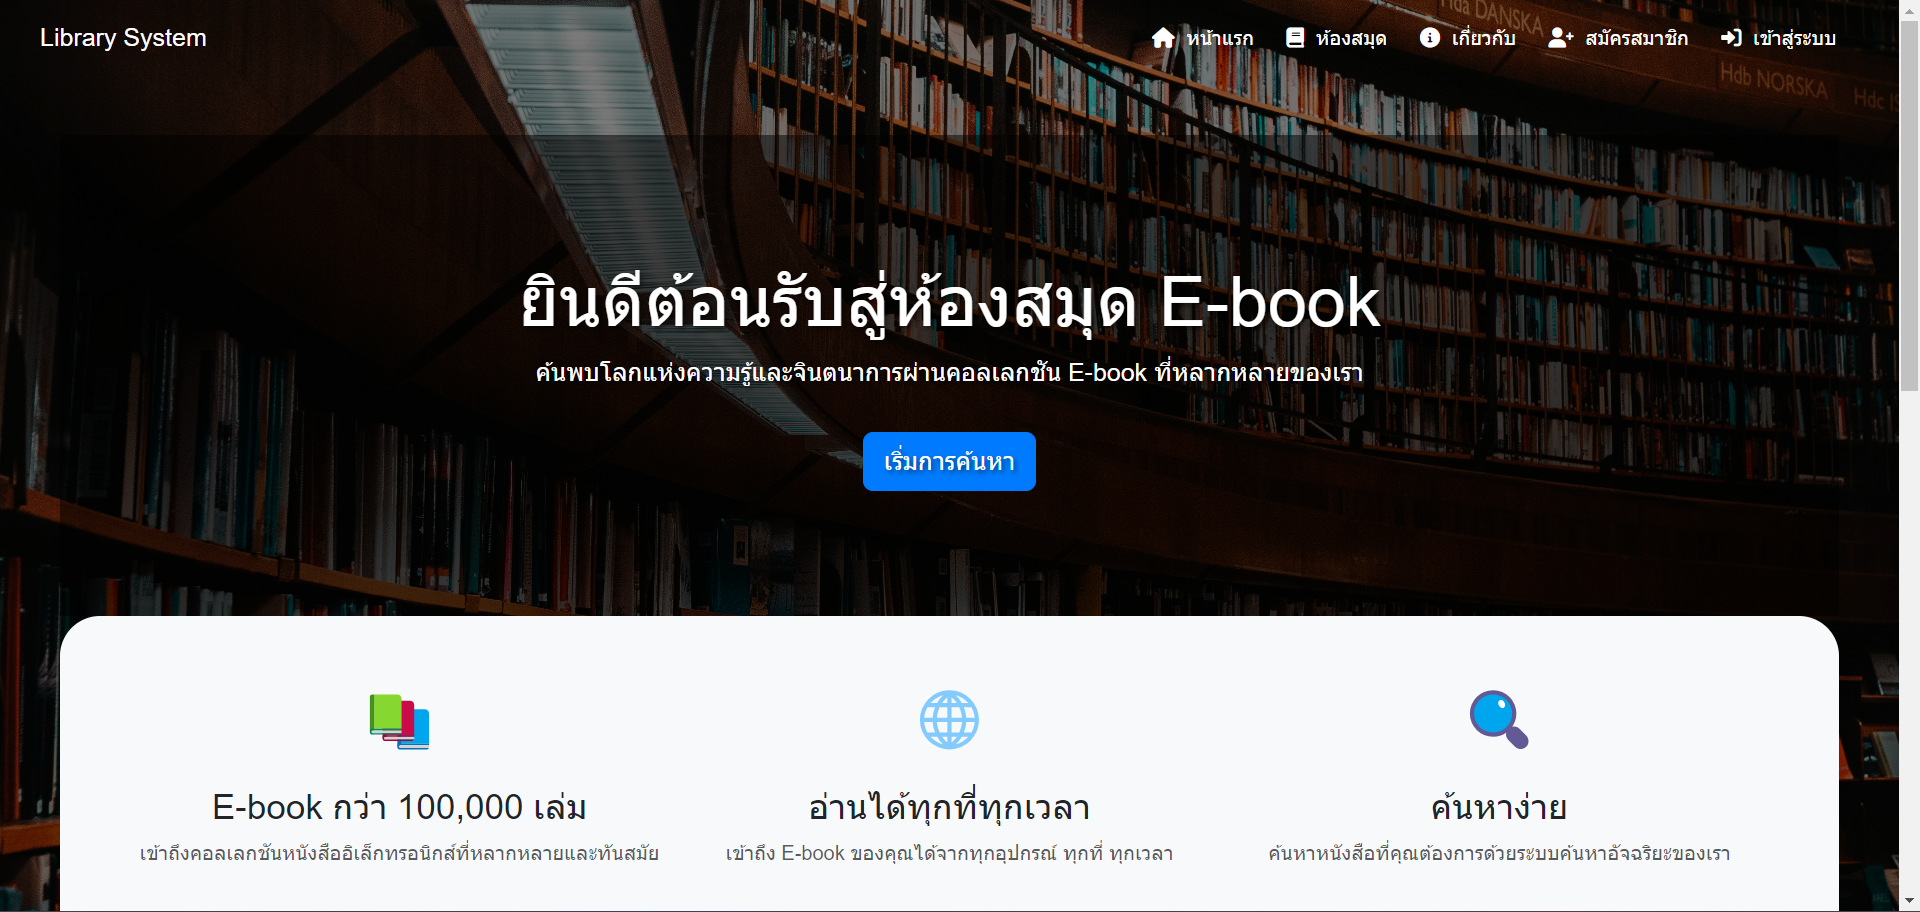 Library System
หน้าแรก
ห้องสมุด
เกี่ยวกับ
สมัครสมาชิก
เข้าสู่ระบบ
Hda DANSKA
Hdb NORSKA
Hdc
ยินดีต้อนรับสู่ห้องสมุด E-book
ค้นพบโลกแห่งความรู้และจินตนาการผ่านคอลเลกชัน E-book ที่หลากหลายของเรา
เริ่มการค้นหา
E-book กว่า 100,000 เล่ม
เข้าถึงคอลเลกชันหนังสืออิเล็กทรอนิกส์ที่หลากหลายและทันสมัย
อ่านได้ทุกที่ทุกเวลา
เข้าถึง E-book ของคุณได้จากทุกอุปกรณ์ ทุกที่ ทุกเวลา
ค้นหาง่าย
ค้นหาหนังสือที่คุณต้องการด้วยระบบค้นหาอัจฉริยะของเรา